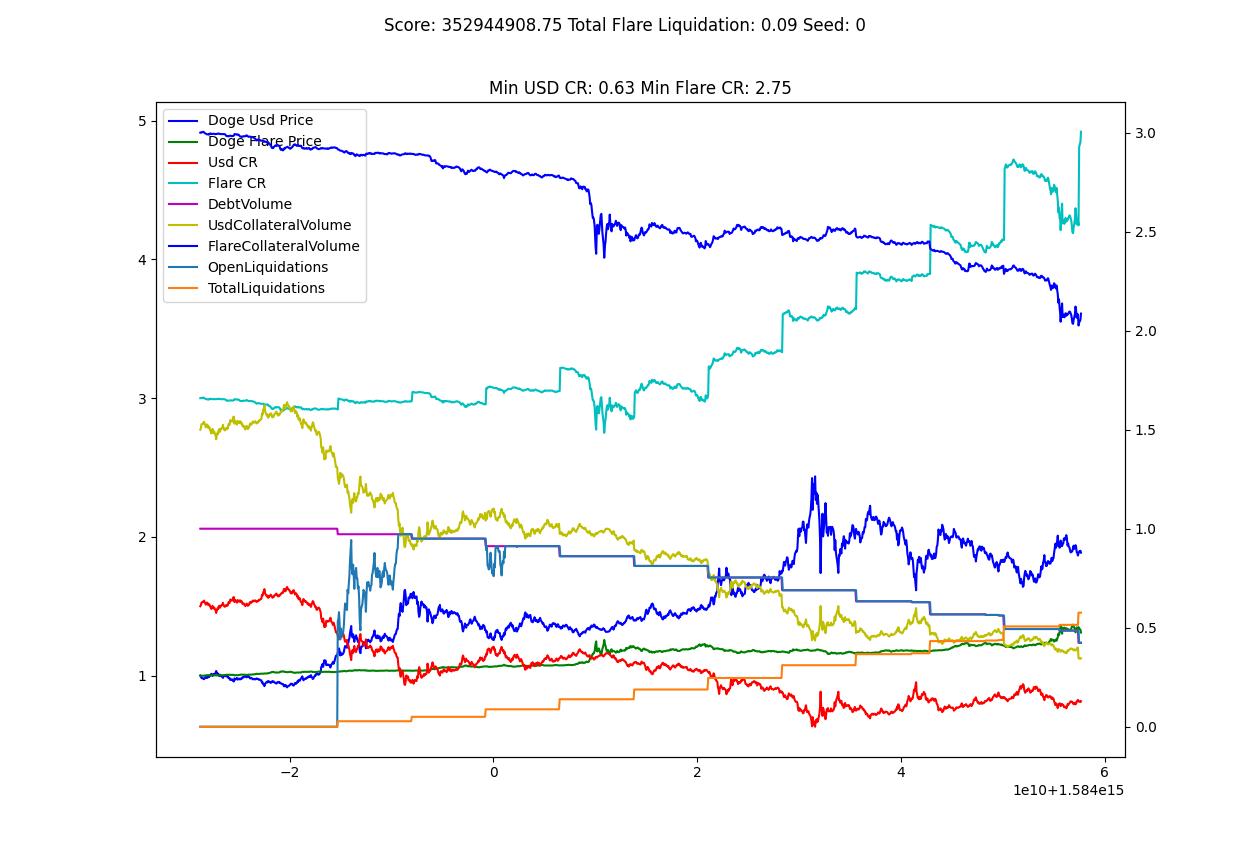 Score: 352944908.75 Total Flare Liquidation: 0.09 Seed: 0
Min USD CR: 0.63 Min Flare CR: 2.75
Doge Usd Price
Doge Flare Price
Usd CR
Flare CR
DebtVolume
UsdCollateralVolume
FlareCollateralVolume
OpenLiquidations
TotalLiquidations
5
4
3
2
1
3.0
2.5
2.0
1.5
1.0
0.5
0.0
−2
0
2
4
6
1e10+1.584e15